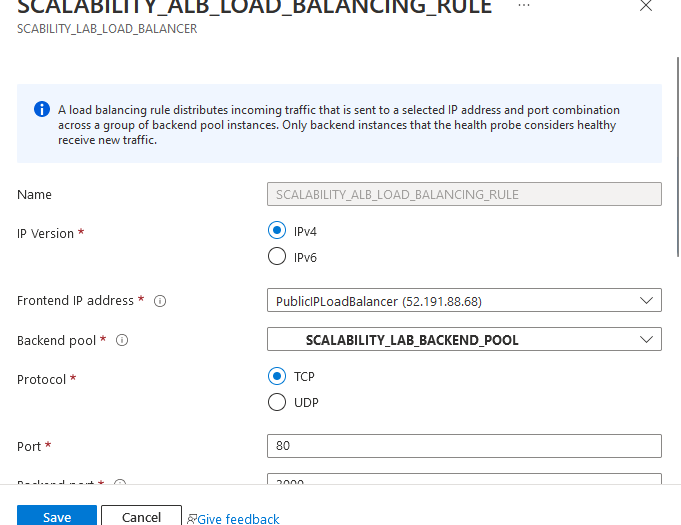 SCALABILITY_ALB_LOAD_BALANCING_RULE ...
SCABILITY_LAB_LOAD_BALANCER
A load balancing rule distributes incoming traffic that is sent to a selected IP address and port combination
across a group of backend pool instances. Only backend instances that the health probe considers healthy
receive new traffic.
Name SCALABILITY_ALB_LOAD_BALANCING_RULE
IP Version * IPv4
IPv6
Frontend IP address * PublicIPLoadBalancer (52.191.88.68)
Backend pool * SCALABILITY_LAB_BACKEND_POOL
Protocol * TCP
UDP
Port * 80
Backend port * 3000
Save Cancel Give feedback